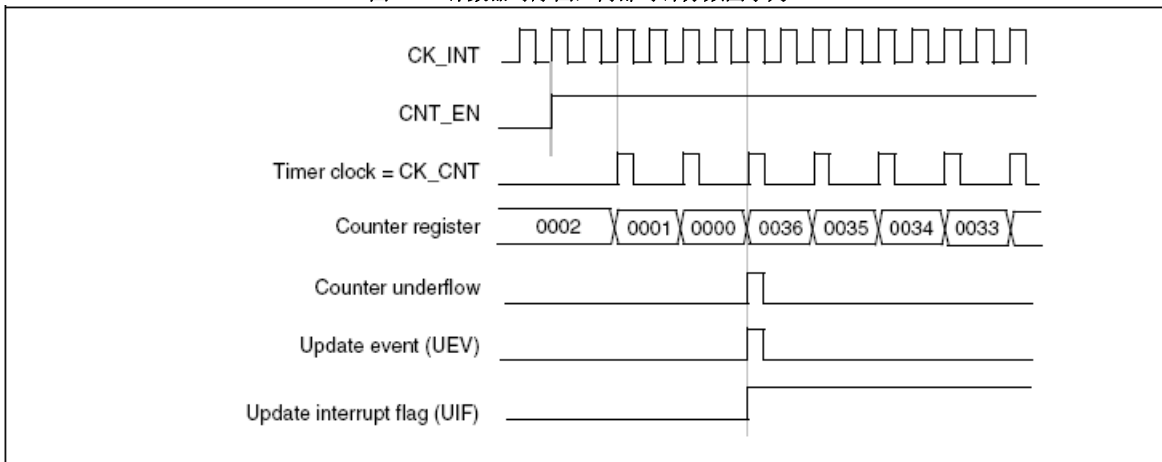 CK_INT
CNT_EN
Timer clock = CK_CNT
Counter register 0002 0001 0000 0036 0035 0034 0033
Counter underflow
Update event (UEV)
Update interrupt flag (UIF)